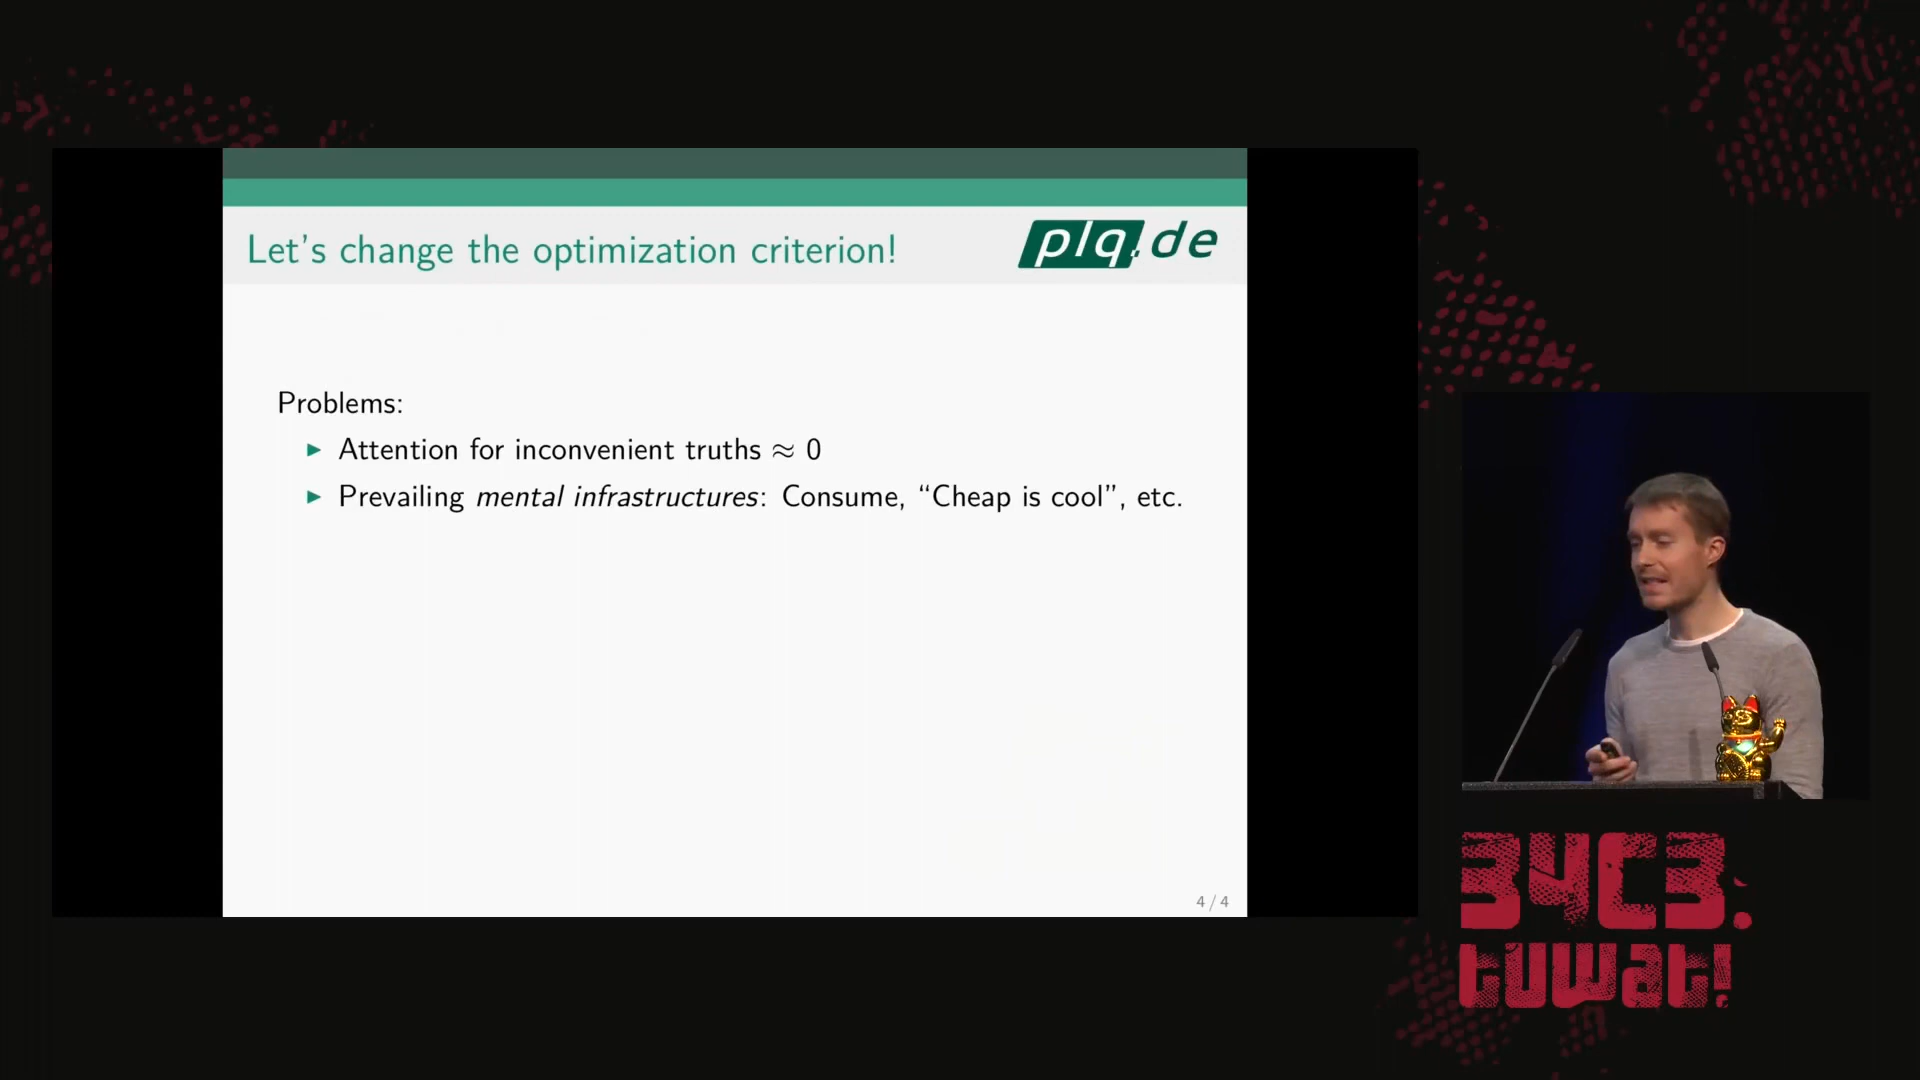 Let's change the optimization criterion!
plq.de
Problems:
▶ Attention for inconvenient truths ≈ 0
▶ Prevailing mental infrastructures: Consume, “Cheap is cool”, etc.
4 / 4
34C3.
tuwat!